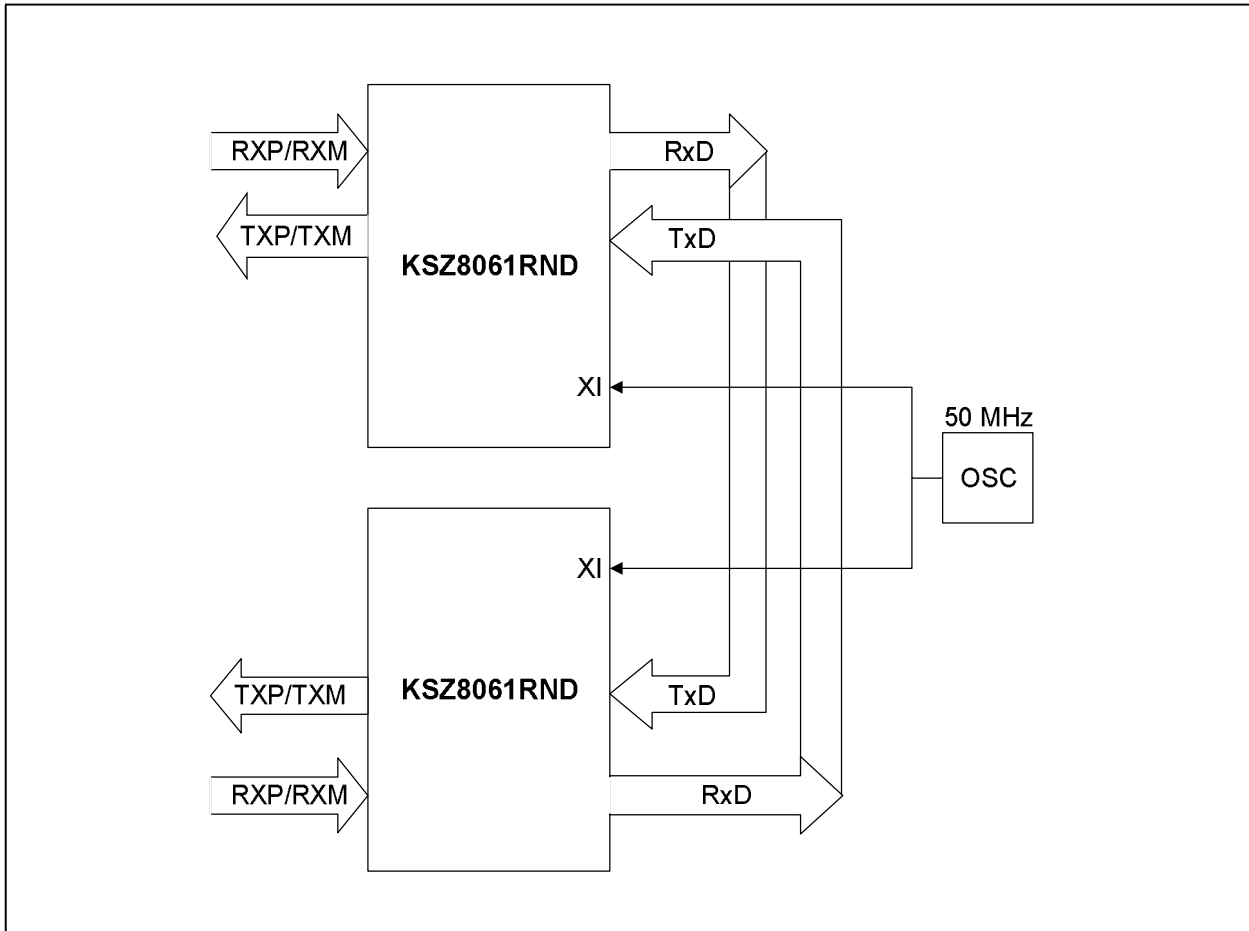 RXP/RXM
RxD
TXP/TXM
TxD
KSZ8061RND
XI
50 MHz
OSC
XI
TXP/TXM
KSZ8061RND
TxD
RXP/RXM
RxD